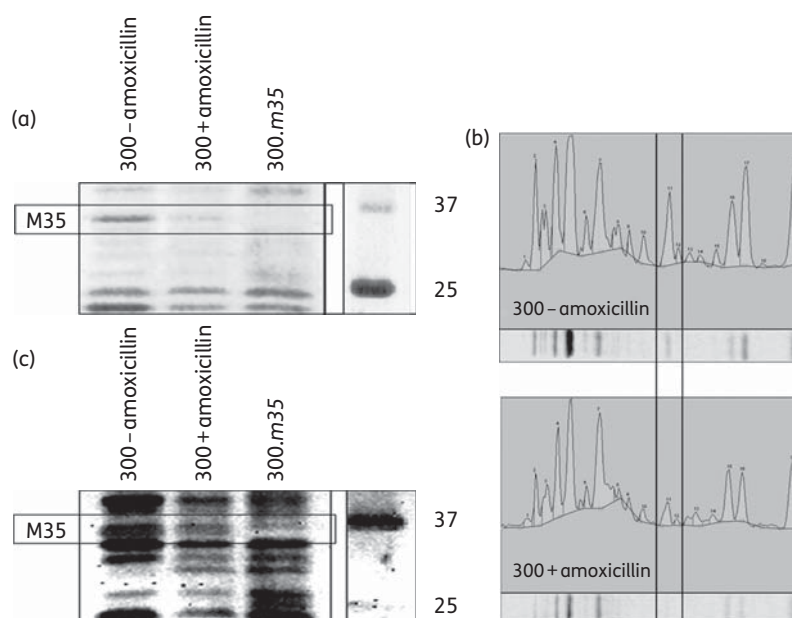 (a)
300 – amoxicillin
300 + amoxicillin
300.m35
M35
37
25
(c)
300 – amoxicillin
300 + amoxicillin
300.m35
M35
37
25
(b)
300 – amoxicillin
300 + amoxicillin